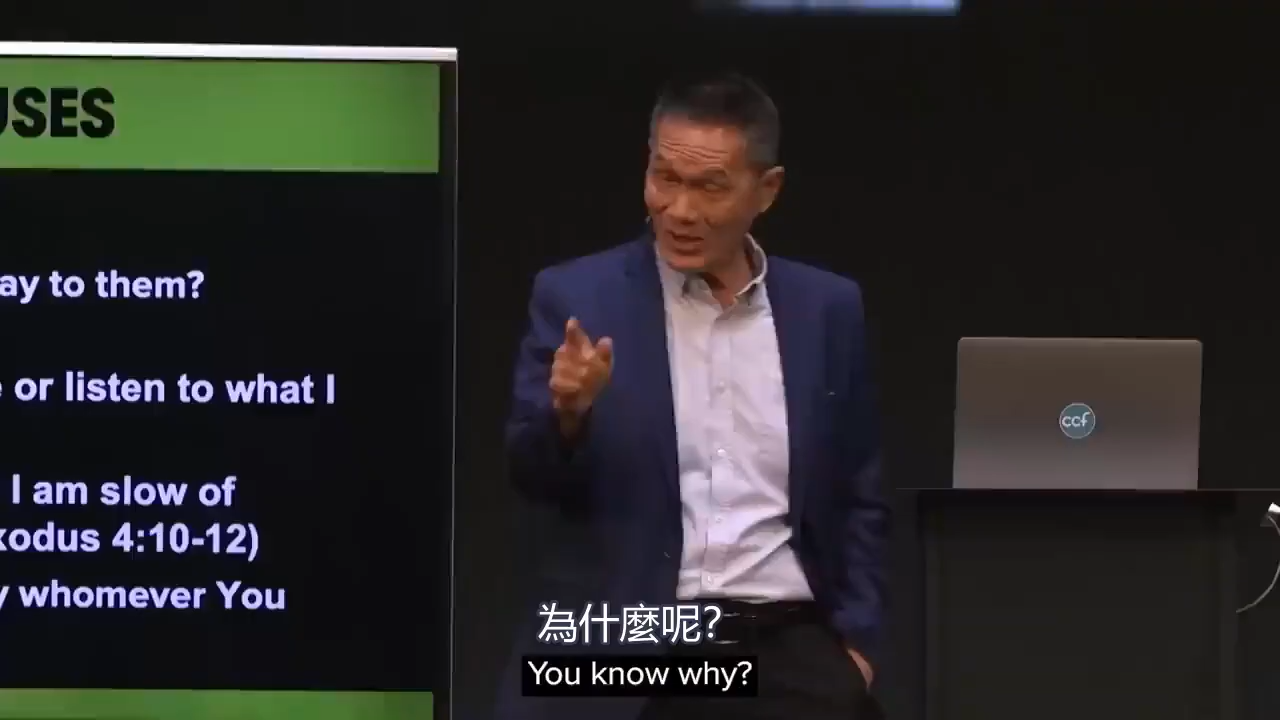 USES
ay to them?
or listen to what I
I am slow of
xodus 4:10-12)
y whomever You
ccf
為什麼呢?
You know why?